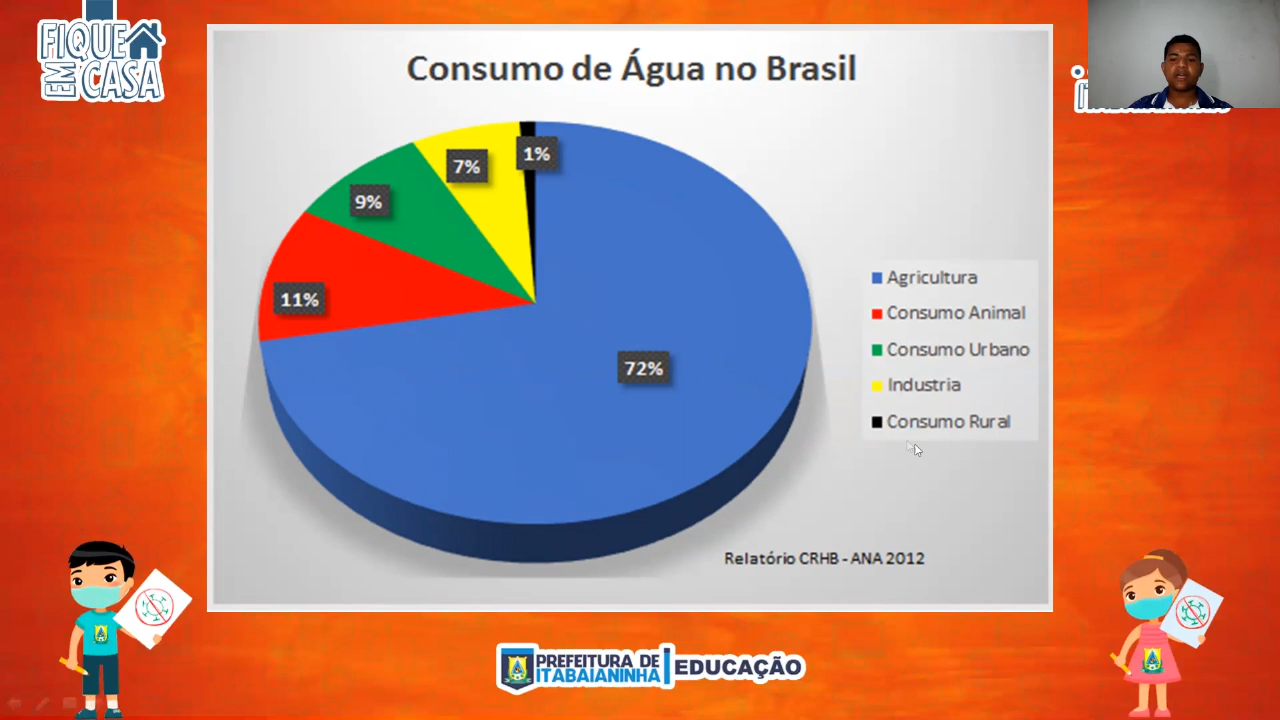 FIQUE
EM CASA
Consumo de Água no Brasil
1%
7%
9%
11%
72%
Agricultura
Consumo Animal
Consumo Urbano
Industria
Consumo Rural
Relatório CRHB - ANA 2012
PREFEITURA DE
ITABAIANINHA
EDUCAÇÃO